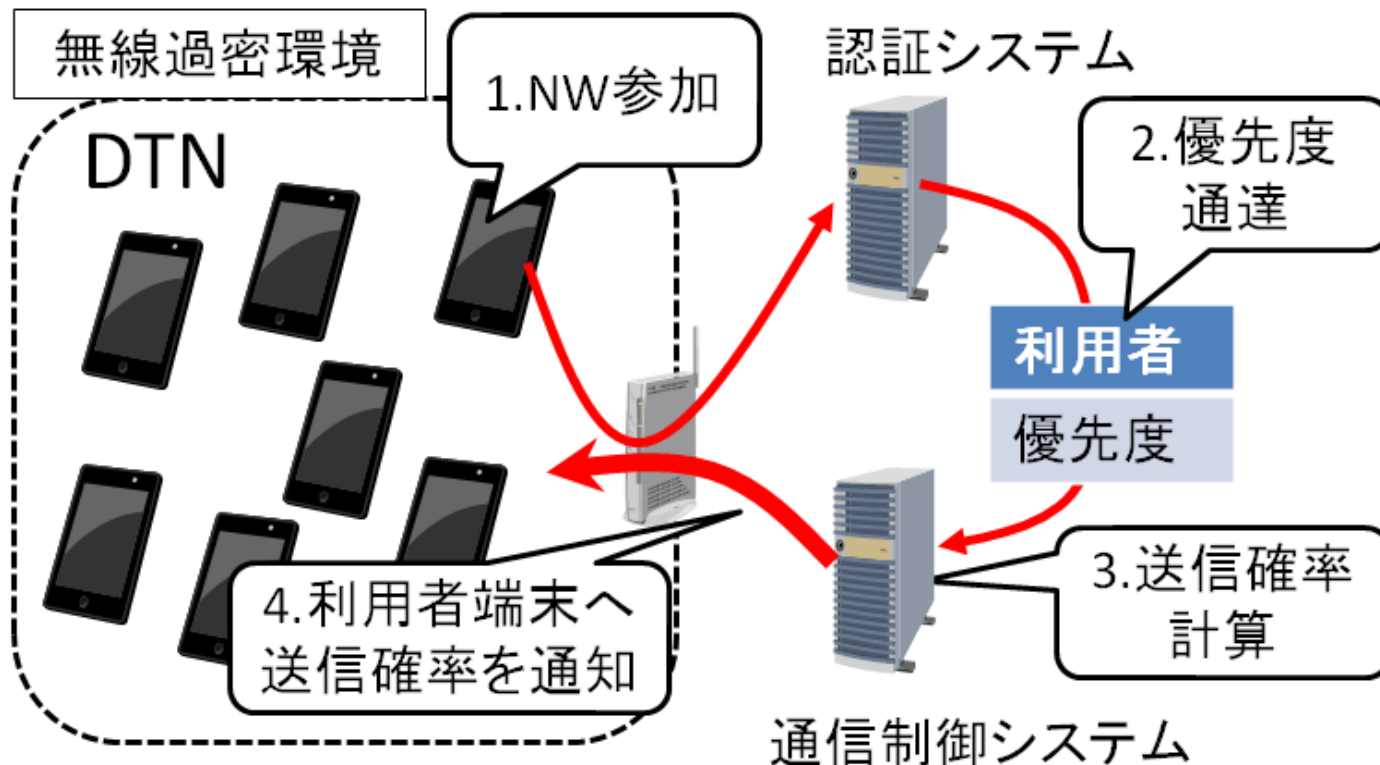 無線過密環境
DTN
1.NW参加
認証システム
2.優先度
通達
利用者
優先度
3.送信確率
計算
4.利用者端末へ
送信確率を通知
通信制御システム